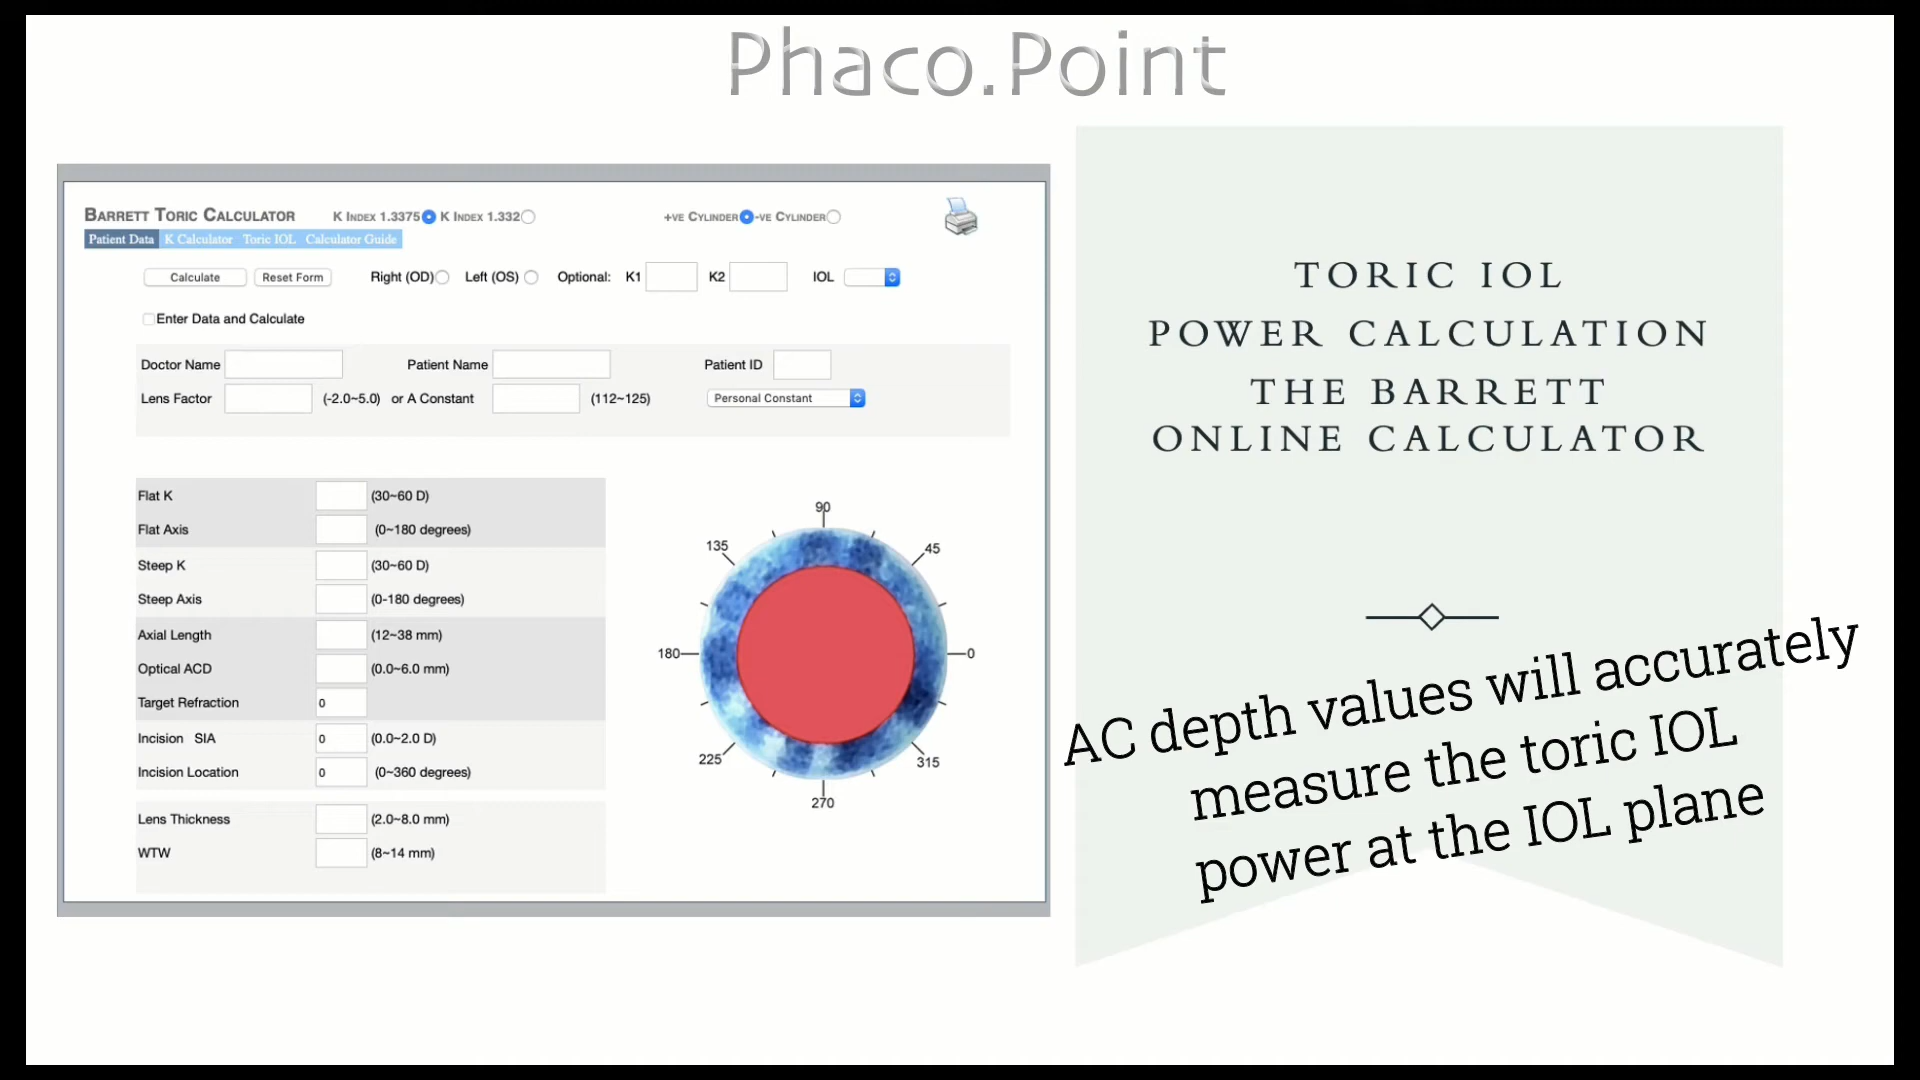 Phaco.Point
BARRETT TORIC CALCULATOR K INDEX 1.3375 K INDEX 1.332 +VE CYLINDER -VE CYLINDER
Patient Data K Calculator Toric IOL Calculator Guide
Calculate Reset Form Right (OD) Left (OS) Optional: K1 K2 IOL
Enter Data and Calculate
Doctor Name Patient Name Patient ID
Lens Factor (-2.0~5.0) or A Constant (112~125) Personal Constant
Flat K (30~60 D)
Flat Axis (0~180 degrees)
Steep K (30~60 D)
Steep Axis (0-180 degrees)
Axial Length (12~38 mm)
Optical ACD (0.0~6.0 mm)
Target Refraction 0
Incision SIA 0 (0.0~2.0 D)
Incision Location 0 (0~360 degrees)
Lens Thickness (2.0~8.0 mm)
WTW (8~14 mm)
90
135 45
180 0
225 315
270
TORIC IOL
POWER CALCULATION
THE BARRETT
ONLINE CALCULATOR
AC depth values will accurately
measure the toric IOL
power at the IOL plane